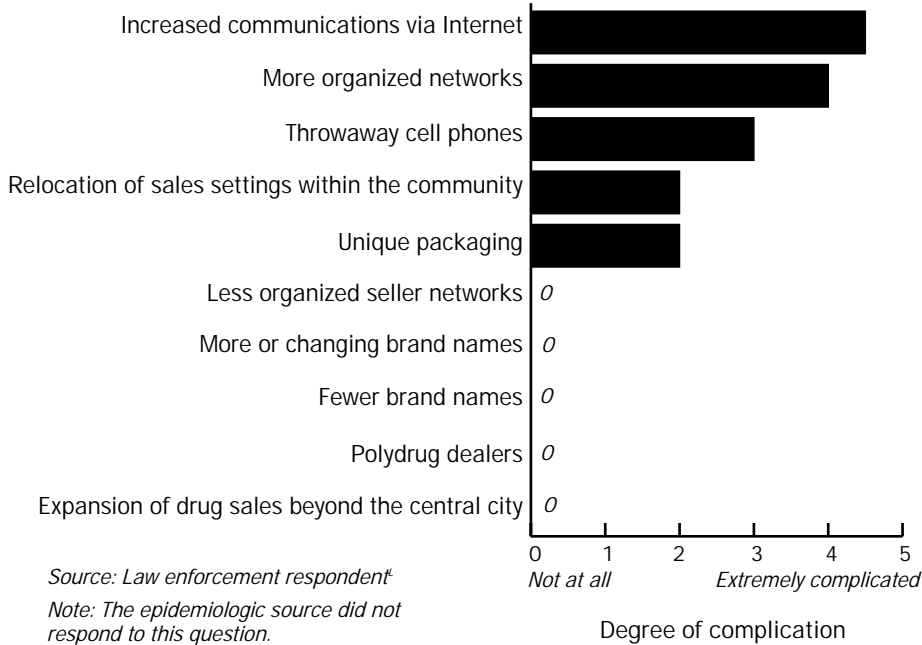 Increased communications via Internet
More organized networks
Throwaway cell phones
Relocation of sales settings within the community
Unique packaging
Less organized seller networks 0
More or changing brand names 0
Fewer brand names 0
Polydrug dealers 0
Expansion of drug sales beyond the central city 0
0 1 2 3 4 5
Not at all Extremely complicated
Degree of complication
Source: Law enforcement respondentᴸ
Note: The epidemiologic source did not
respond to this question.